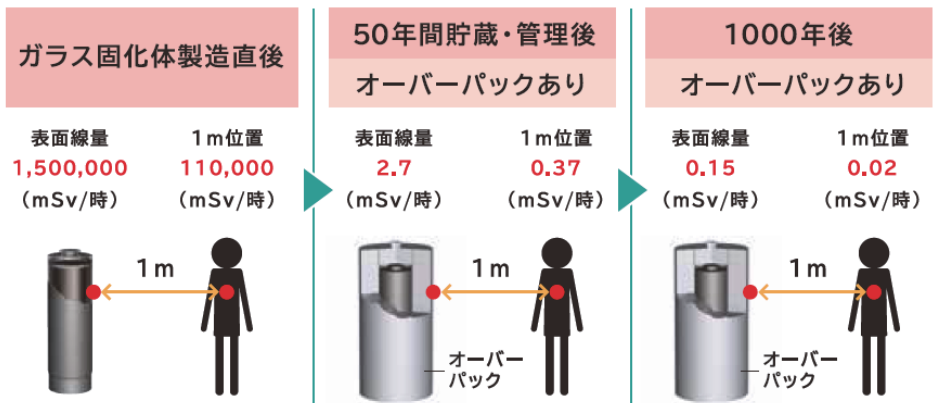 ガラス固化体製造直後
表面線量
1m位置
1,500,000
110,000
(mSv/時)
(mSv/時)
1m
50年間貯蔵・管理後
オーバーパックあり
表面線量
1m位置
2.7
0.37
(mSv/時)
(mSv/時)
1m
オーバー
パック
1000年後
オーバーパックあり
表面線量
1m位置
0.15
0.02
(mSv/時)
(mSv/時)
1m
オーバー
パック